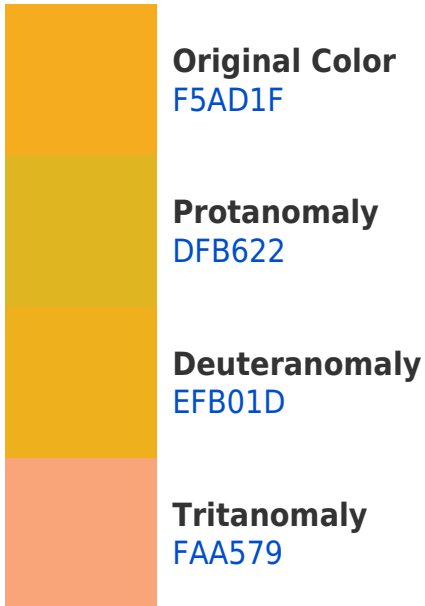 Original Color
F5AD1F
Protanomaly
DFB622
Deuteranomaly
EFB01D
Tritanomaly
FAA579